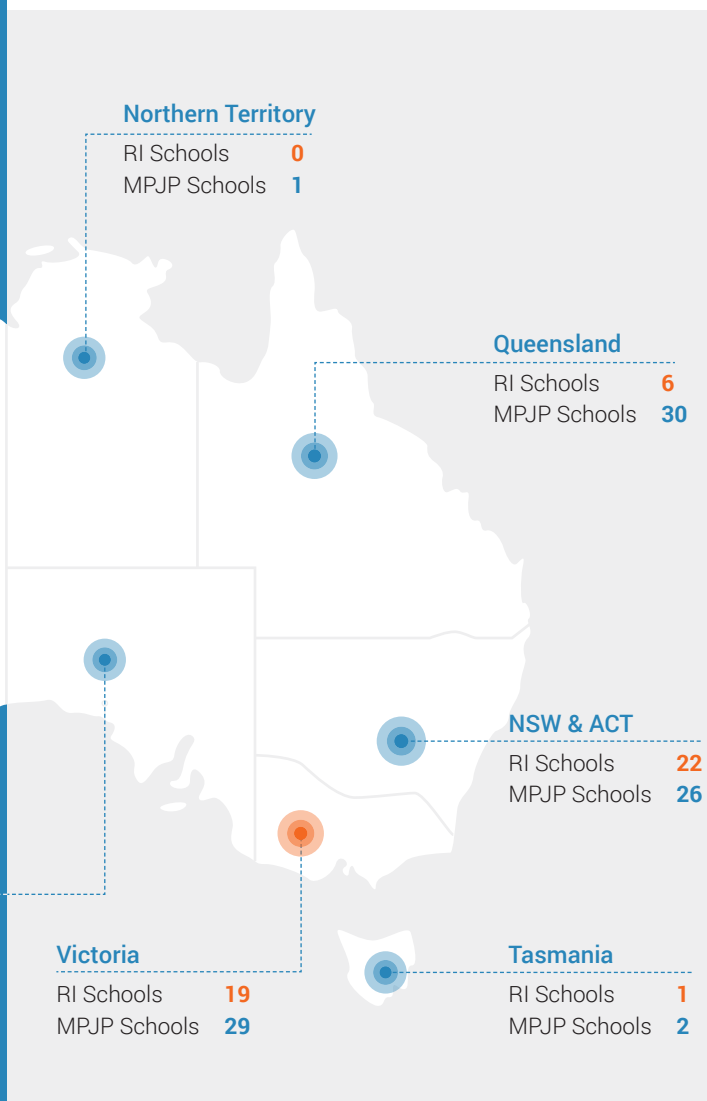 Northern Territory
RI Schools 0
MPJP Schools 1
Queensland
RI Schools 6
MPJP Schools 30
NSW & ACT
RI Schools 22
MPJP Schools 26
Victoria
RI Schools 19
MPJP Schools 29
Tasmania
RI Schools 1
MPJP Schools 2